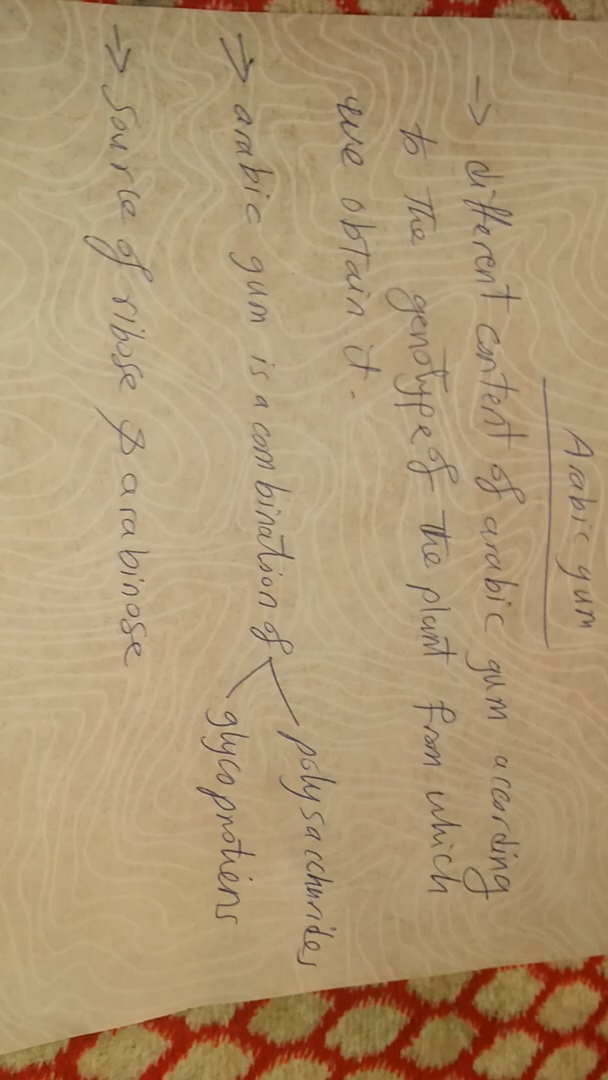 Arabic gum
→ different content of arabic gum according
to the genotype of the plant from which
we obtain it.
→ arabic gum is a combination of polysaccharides
glycoprotiens
→ Source of ribose & arabinose